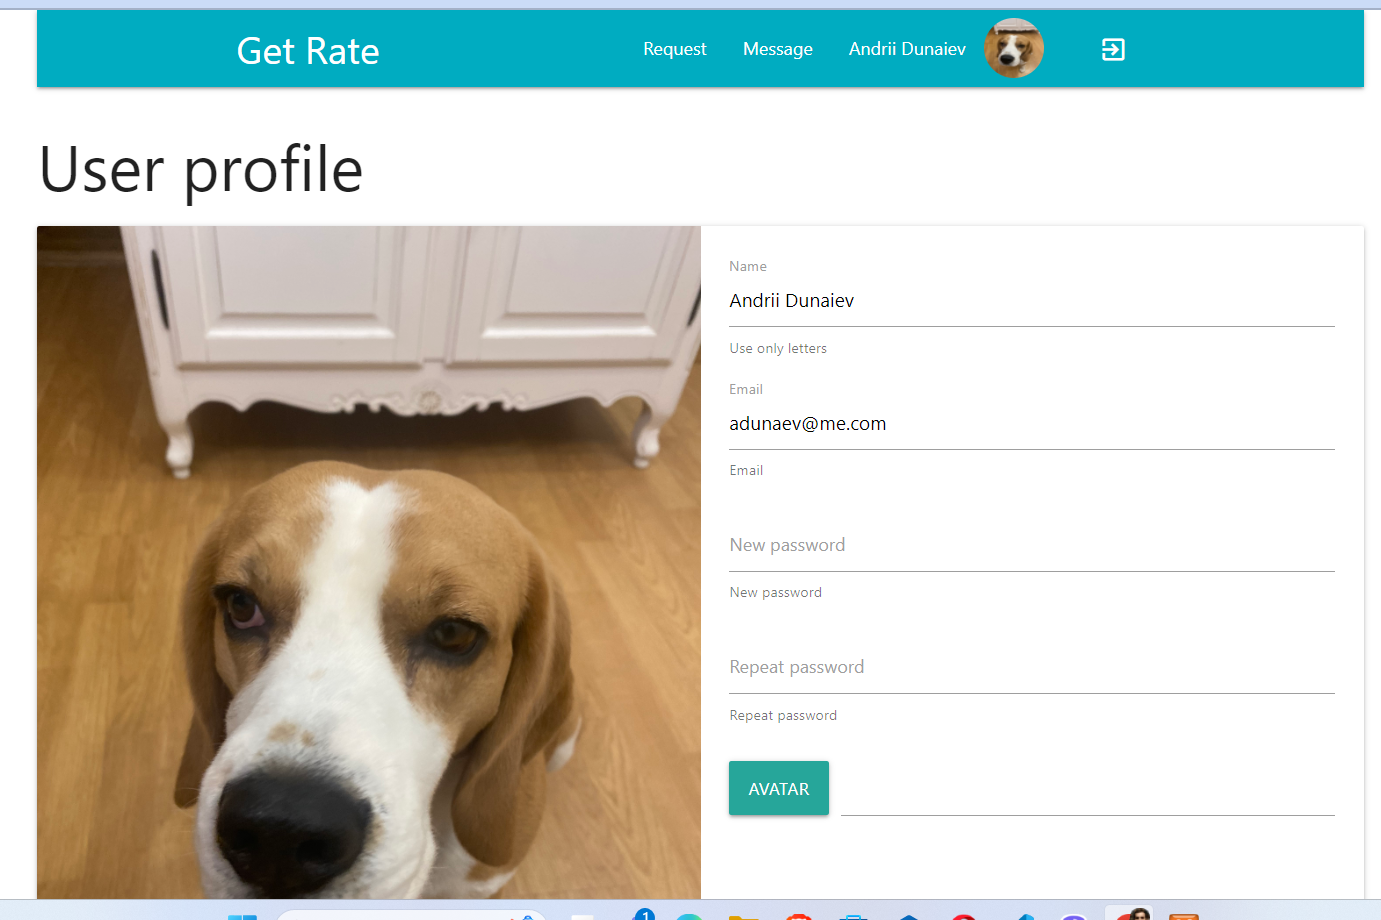 Get Rate
Request
Message
Andrii Dunaiev
User profile
Name
Andrii Dunaiev
Use only letters
Email
adunaev@me.com
Email
New password
New password
Repeat password
Repeat password
AVATAR
1